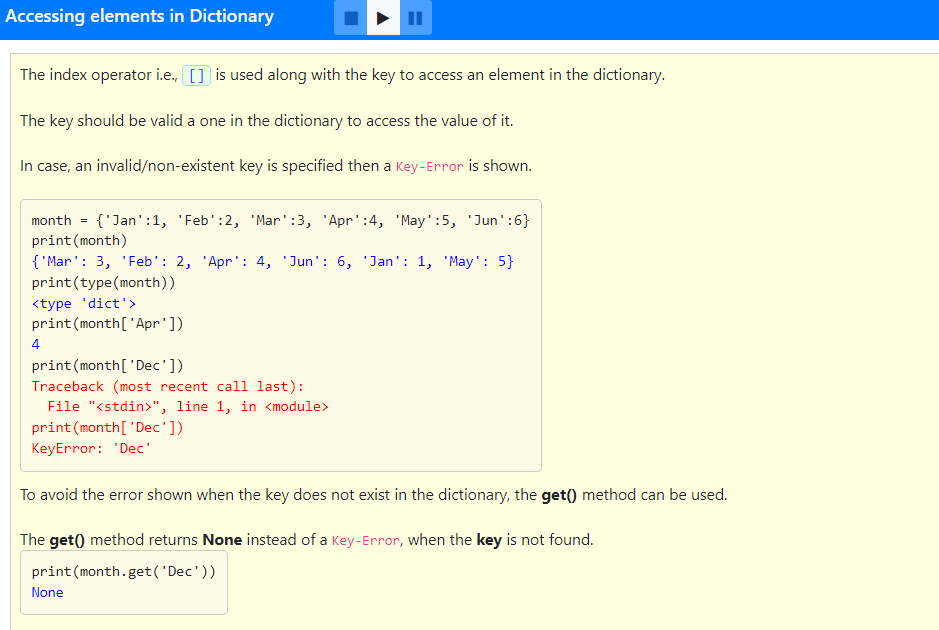 Accessing elements in Dictionary
The index operator i.e., [] is used along with the key to access an element in the dictionary.
The key should be valid a one in the dictionary to access the value of it.
In case, an invalid/non-existent key is specified then a Key-Error is shown.
month = {'Jan':1, 'Feb':2, 'Mar':3, 'Apr':4, 'May':5, 'Jun':6}
print(month)
{'Mar': 3, 'Feb': 2, 'Apr': 4, 'Jun': 6, 'Jan': 1, 'May': 5}
print(type(month))
<type 'dict'>
print(month['Apr'])
4
print(month['Dec'])
Traceback (most recent call last):
  File "<stdin>", line 1, in <module>
print(month['Dec'])
KeyError: 'Dec'
To avoid the error shown when the key does not exist in the dictionary, the get() method can be used.
The get() method returns None instead of a Key-Error, when the key is not found.
print(month.get('Dec'))
None